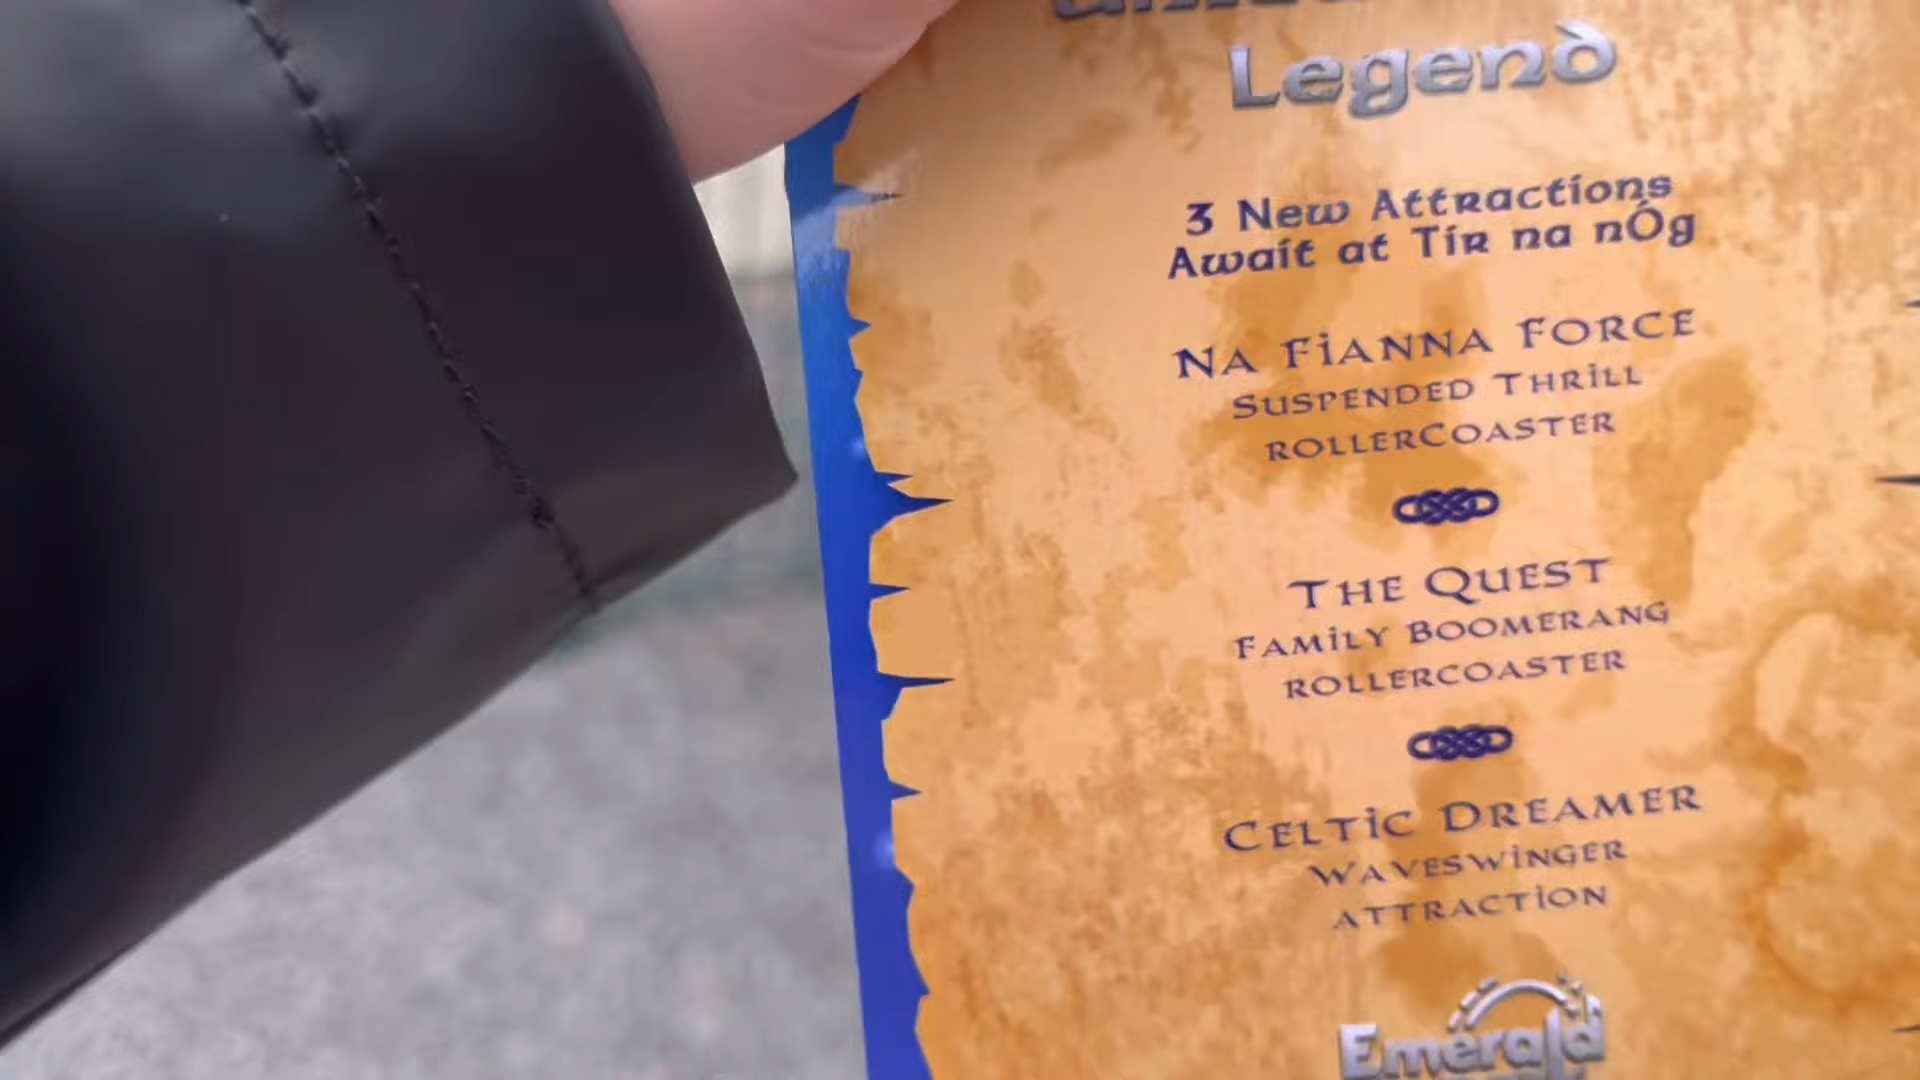 Legend
3 New Attractions
Await at Tír na nÓg
Na Fianna Force
Suspended Thrill
rollerCoaster
The Quest
Family Boomerang
rollercoaster
Celtic Dreamer
Waveswinger
attraction
Emerald